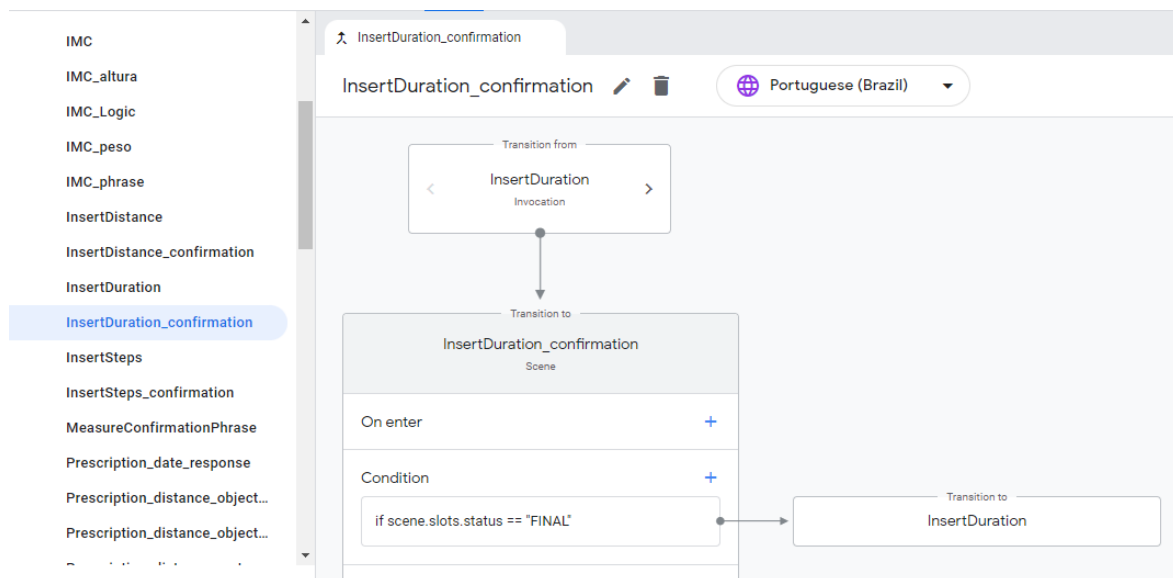 IMC
IMC_altura
IMC_Logic
IMC_peso
IMC_phrase
InsertDistance
InsertDistance_confirmation
InsertDuration
InsertDuration_confirmation
InsertSteps
InsertSteps_confirmation
MeasureConfirmationPhrase
Prescription_date_response
Prescription_distance_object...
Prescription_distance_object...
InsertDuration_confirmation
InsertDuration_confirmation
Portuguese (Brazil)
Transition from
InsertDuration
Invocation
Transition to
InsertDuration_confirmation
Scene
On enter
Condition
if scene.slots.status == "FINAL"
Transition to
InsertDuration